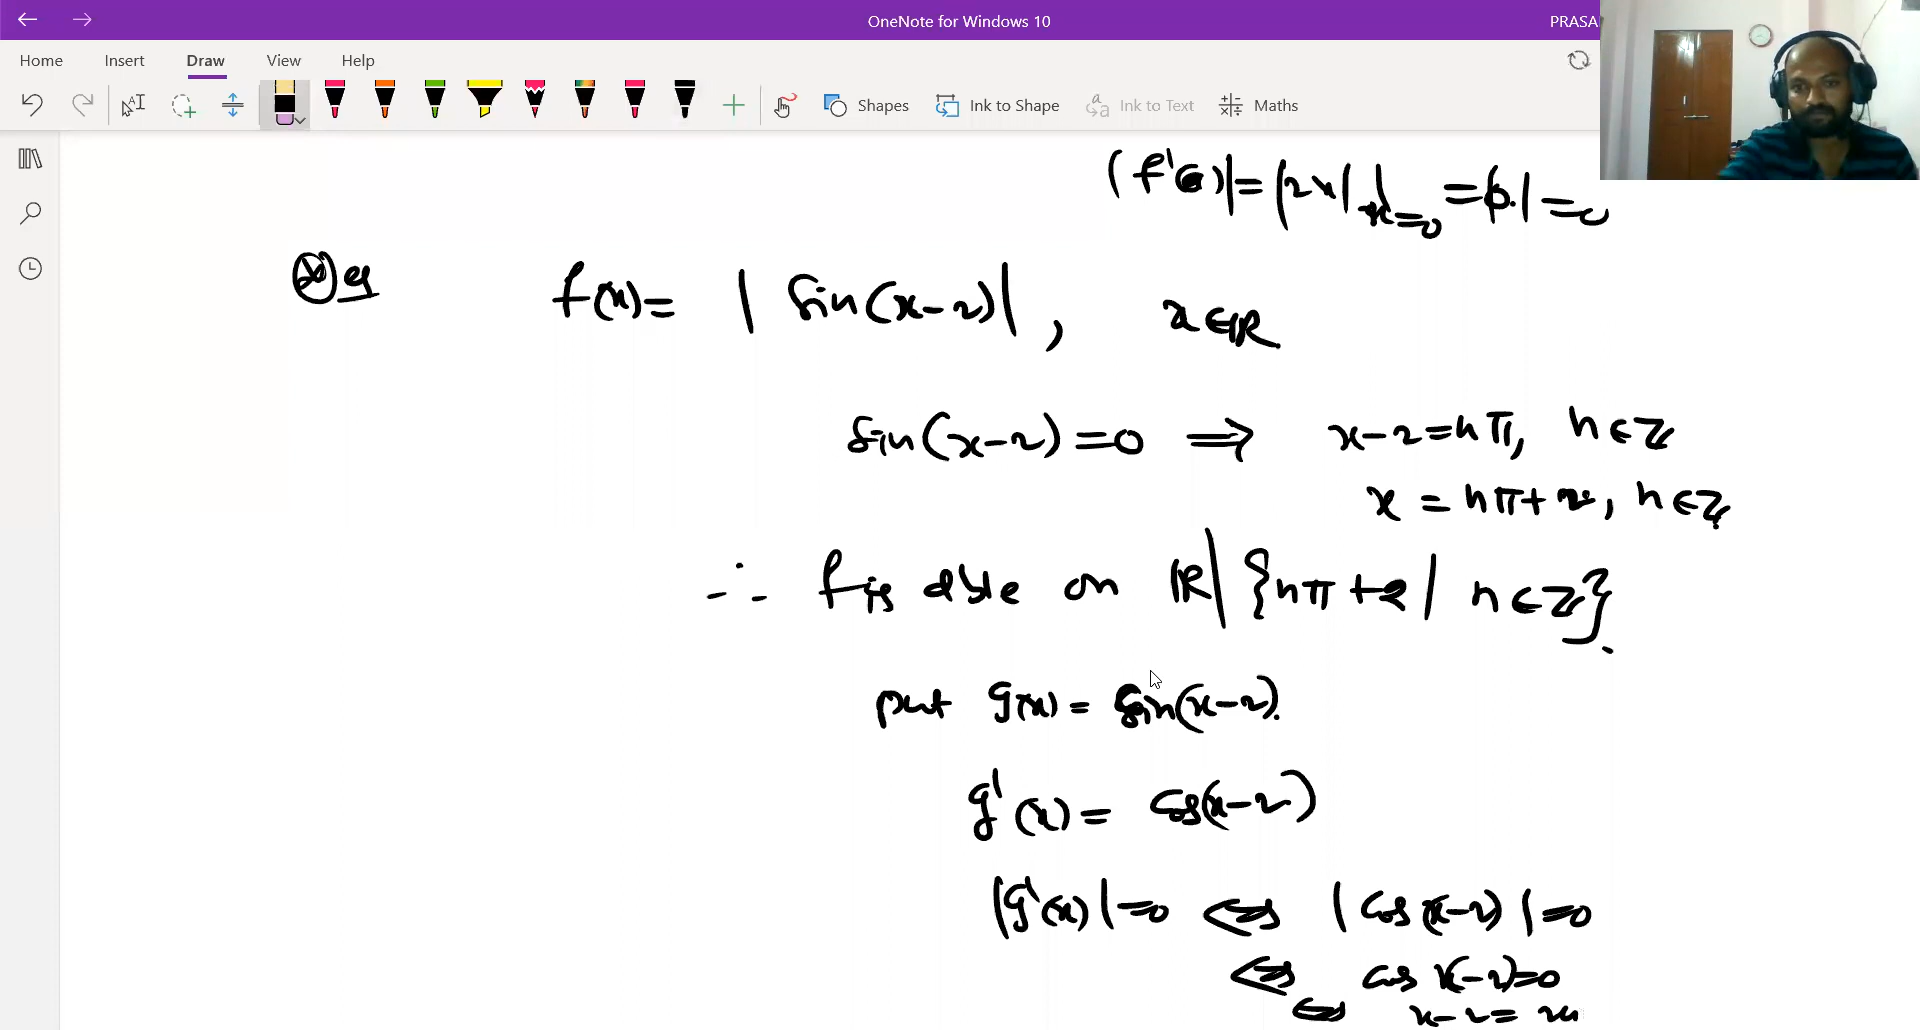 OneNote for Windows 10
PRASA
Home Insert Draw View Help
Shapes Ink to Shape Ink to Text Maths
|f'(0)| = |2x| |x=0 = |0.| = 0
eg f(x) = | Sin(x-2) |, x∈ℝ.
Sin(x-2) = 0 ⟹ x-2 = nπ, n∈ℤ
x = nπ+2, n∈ℤ.
∴ f is dble on ℝ| {nπ+2 | n∈ℤ}.
put g(x) = Sin(x-2).
g'(x) = Cos(x-2)
|g'(x)| = 0 ⟺ | Cos(x-2) | = 0
⟺ Cos (x-2) = 0
⟺ x-2 =